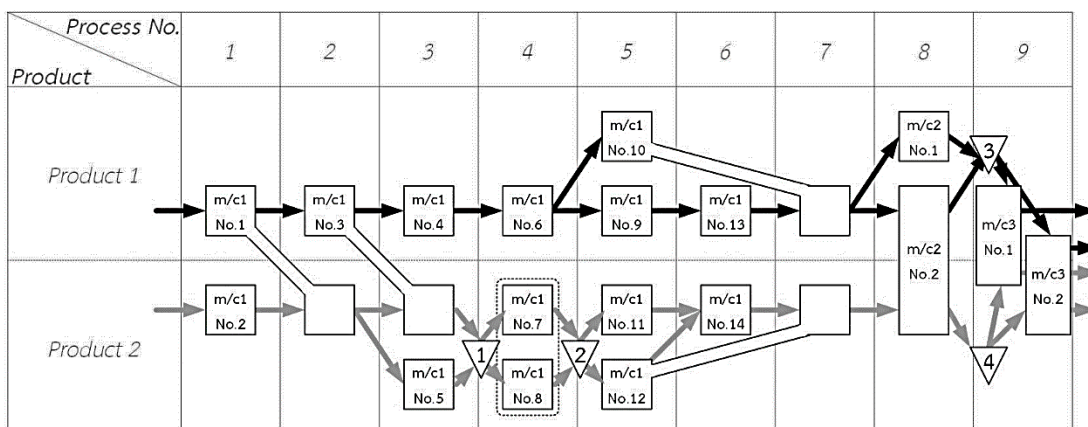 Process No.
Product
1 2 3 4 5 6 7 8 9
Product 1
m/c1
No.10
m/c2
No.1
3
m/c1
No.1
m/c1
No.3
m/c1
No.4
m/c1
No.6
m/c1
No.9
m/c1
No.13
m/c2
No.2
m/c3
No.1
m/c3
No.2
Product 2
m/c1
No.2
m/c1
No.7
m/c1
No.11
m/c1
No.14
1
2
4
m/c1
No.5
m/c1
No.8
m/c1
No.12